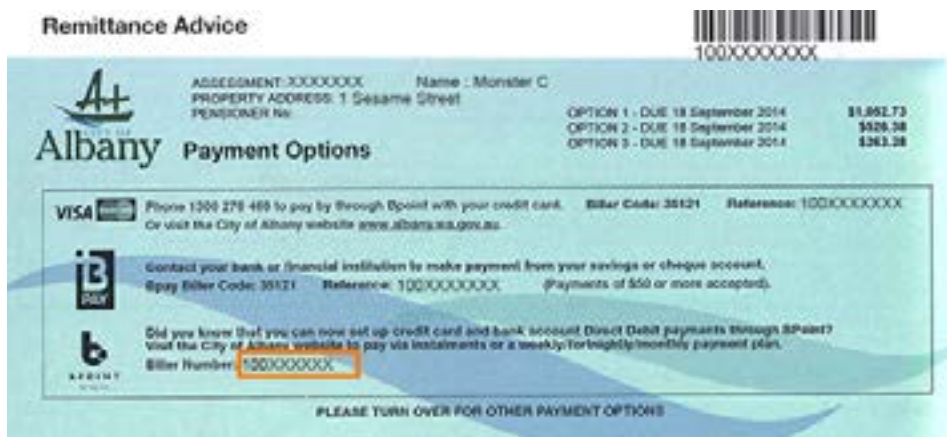 Remittance Advice
100XXXXXXXX
ASSESSMENT: XXXXXXX Name : Monster C
PROPERTY ADDRESS: 1 Sesame Street
PENSIONER No:
OPTION 1 - DUE 18 September 2014 $1,052.73
OPTION 2 - DUE 18 September 2014 $526.38
OPTION 3 - DUE 18 September 2014 $263.28
CITY OF
Albany
Payment Options
VISA
Phone 1300 276 468 to pay by through Bpoint with your credit card. Biller Code: 35121 Reference: 100XXXXXXXX
Or visit the City of Albany website www.albany.wa.gov.au.
B
PAY
Contact your bank or financial institution to make payment from your savings or cheque account.
Bpay Biller Code: 35121 Reference: 100XXXXXXXX (Payments of $50 or more accepted).
b
BPOINT
Did you know that you can now set up credit card and bank account Direct Debit payments through BPoint?
Visit the City of Albany website to pay via instalments or a weekly/fortnightly/monthly payment plan.
Biller Number: 100XXXXXXX
PLEASE TURN OVER FOR OTHER PAYMENT OPTIONS